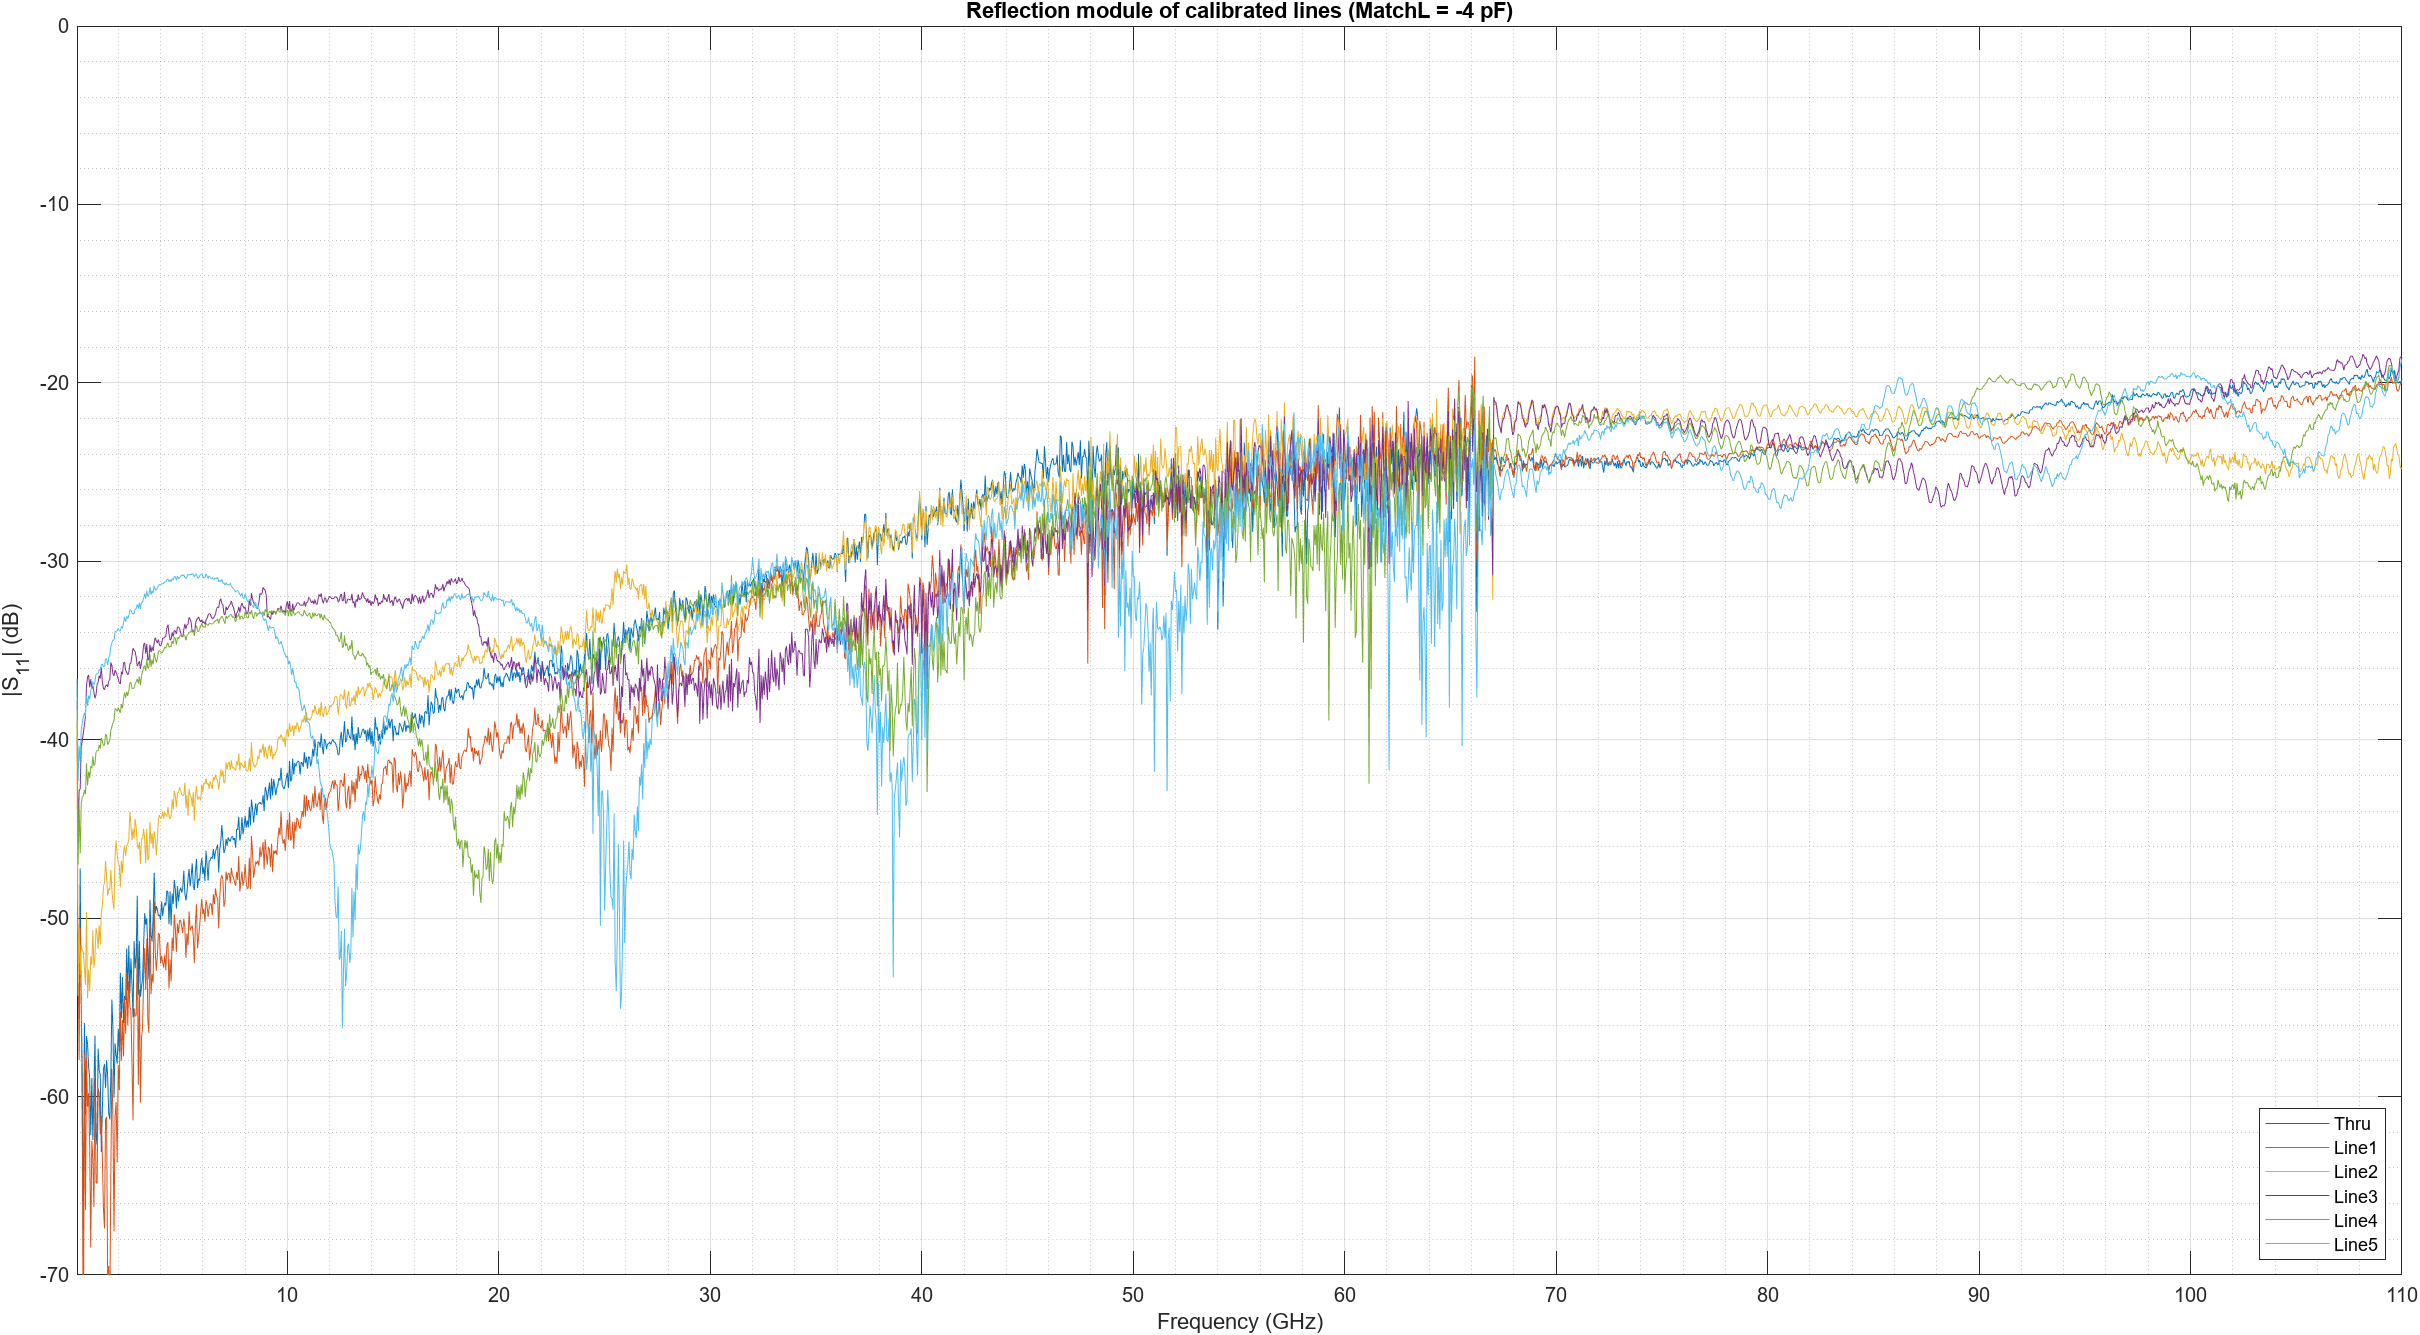 Reflection module of calibrated lines (MatchL = -4 pF)
0
-10
-20
-30
-40
-50
-60
-70
|S11| (dB)
10 20 30 40 50 60 70 80 90 100 110
Frequency (GHz)
Thru
Line1
Line2
Line3
Line4
Line5